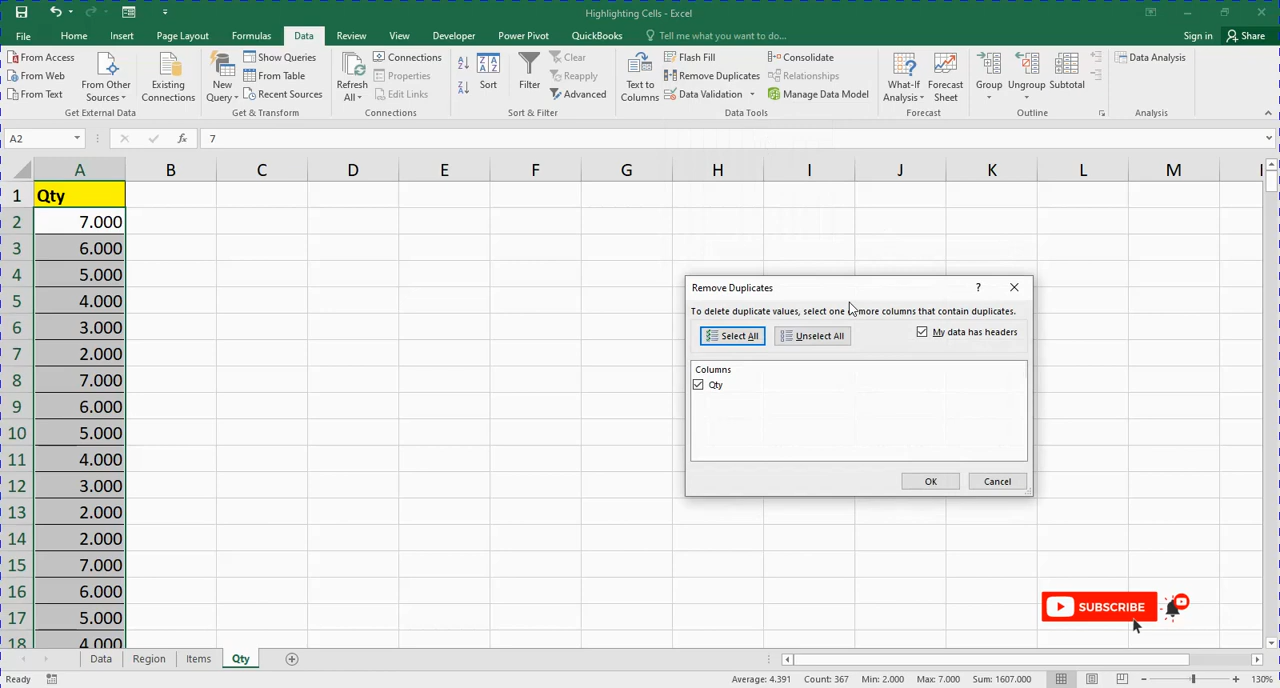 Highlighting Cells - Excel
File Home Insert Page Layout Formulas Data Review View Developer Power Pivot QuickBooks Tell me what you want to do... Sign in Share
From Access
From Web
From Text
From Other Sources
Existing Connections
Get External Data
New Query
Show Queries
From Table
Recent Sources
Get & Transform
Refresh All
Connections
Properties
Edit Links
Connections
Sort
Filter
Clear
Reapply
Advanced
Sort & Filter
Text to Columns
Flash Fill
Remove Duplicates
Data Validation
Consolidate
Relationships
Manage Data Model
Data Tools
What-If Analysis
Forecast Sheet
Forecast
Group
Ungroup
Subtotal
Outline
Data Analysis
Analysis
A2 fx 7
A B C D E F G H I J K L M
1 Qty
2 7.000
3 6.000
4 5.000
5 4.000
6 3.000
7 2.000
8 7.000
9 6.000
10 5.000
11 4.000
12 3.000
13 2.000
14 2.000
15 7.000
16 6.000
17 5.000
18 4.000
Remove Duplicates ?
To delete duplicate values, select one more columns that contain duplicates.
Select All Unselect All My data has headers
Columns
Qty
OK Cancel
SUBSCRIBE
Data Region Items Qty
Ready Average: 4.391 Count: 367 Min: 2.000 Max: 7.000 Sum: 1607.000 130%